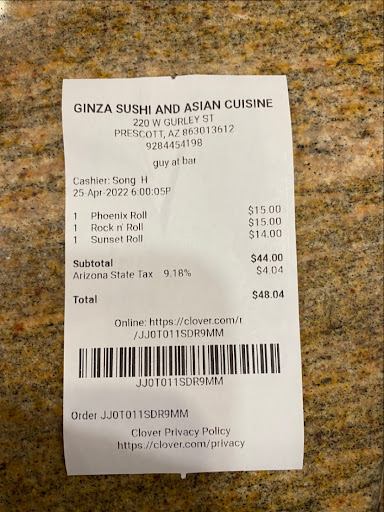 GINZA SUSHI AND ASIAN CUISINE
220 W GURLEY ST
PRESCOTT, AZ 863013612
9284454198
guy at bar
Cashier: Song H
25-Apr-2022 6:00:05P
1 Phoenix Roll $15.00
1 Rock n' Roll $15.00
1 Sunset Roll $14.00
Subtotal $44.00
Arizona State Tax 9.18% $4.04
Total $48.04
Online: https://clover.com/r
/JJ0T011SDR9MM
JJ0T011SDR9MM
Order JJ0T011SDR9MM
Clover Privacy Policy
https://clover.com/privacy